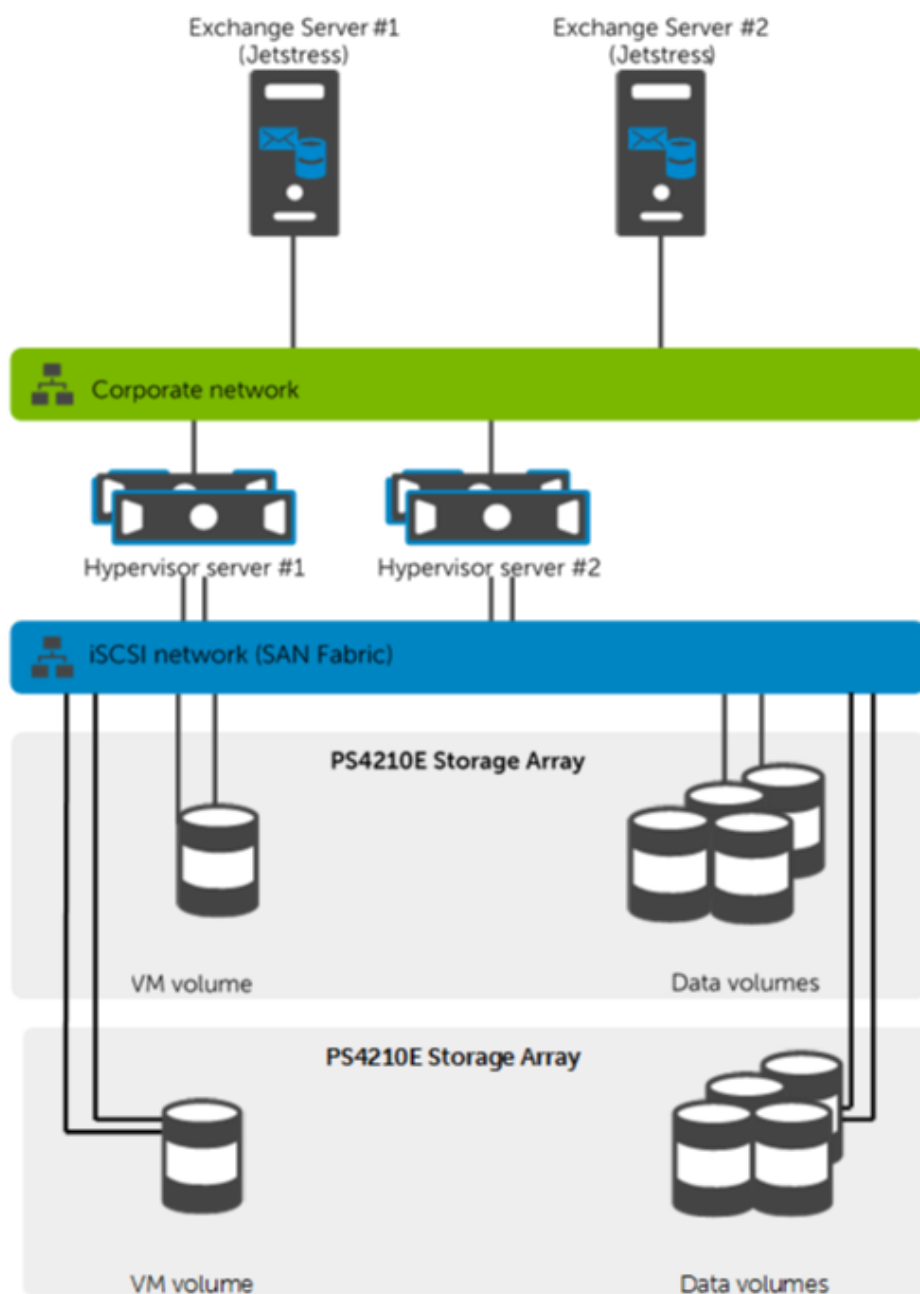 Exchange Server #1
(Jetstress)
Exchange Server #2
(Jetstress)
Corporate network
Hypervisor server #1
Hypervisor server #2
iSCSI network (SAN Fabric)
PS4210E Storage Array
VM volume
Data volumes
PS4210E Storage Array
VM volume
Data volumes